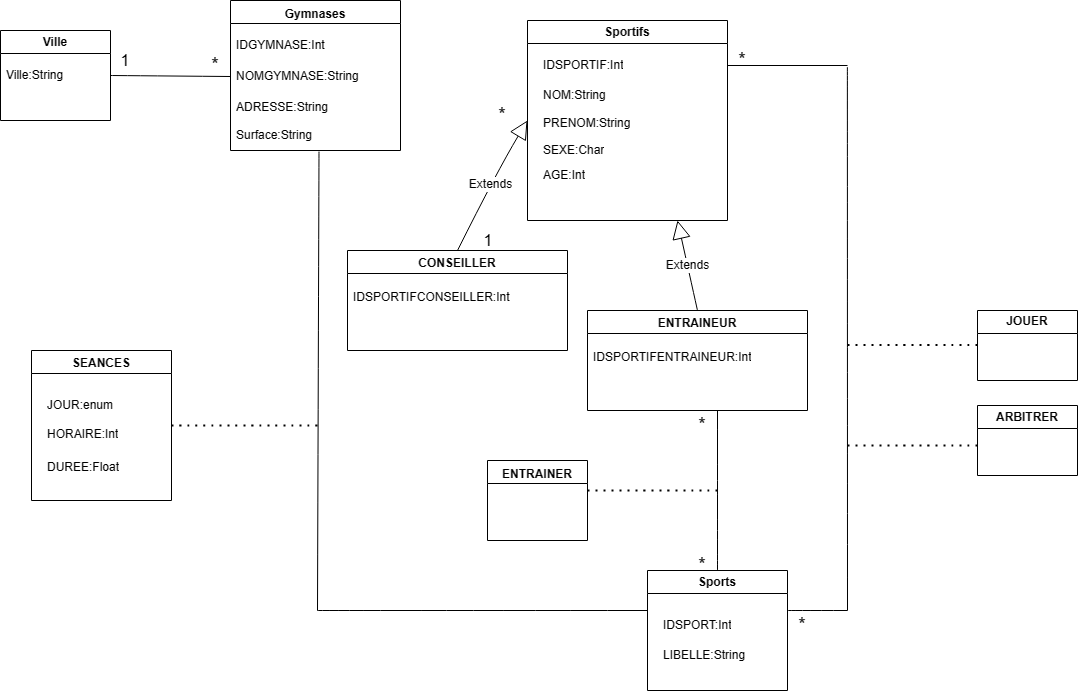 Ville
Ville:String
1
*
Gymnases
IDGYMNASE:Int
NOMGYMNASE:String
ADRESSE:String
Surface:String
Sportifs
IDSPORTIF:Int
NOM:String
PRENOM:String
SEXE:Char
AGE:Int
*
*
Extends
1
CONSEILLER
IDSPORTIFCONSEILLER:Int
Extends
ENTRAINEUR
IDSPORTIFENTRAINEUR:Int
*
JOUER
ARBITRER
SEANCES
JOUR:enum
HORAIRE:Int
DUREE:Float
ENTRAINER
*
Sports
IDSPORT:Int
LIBELLE:String
*